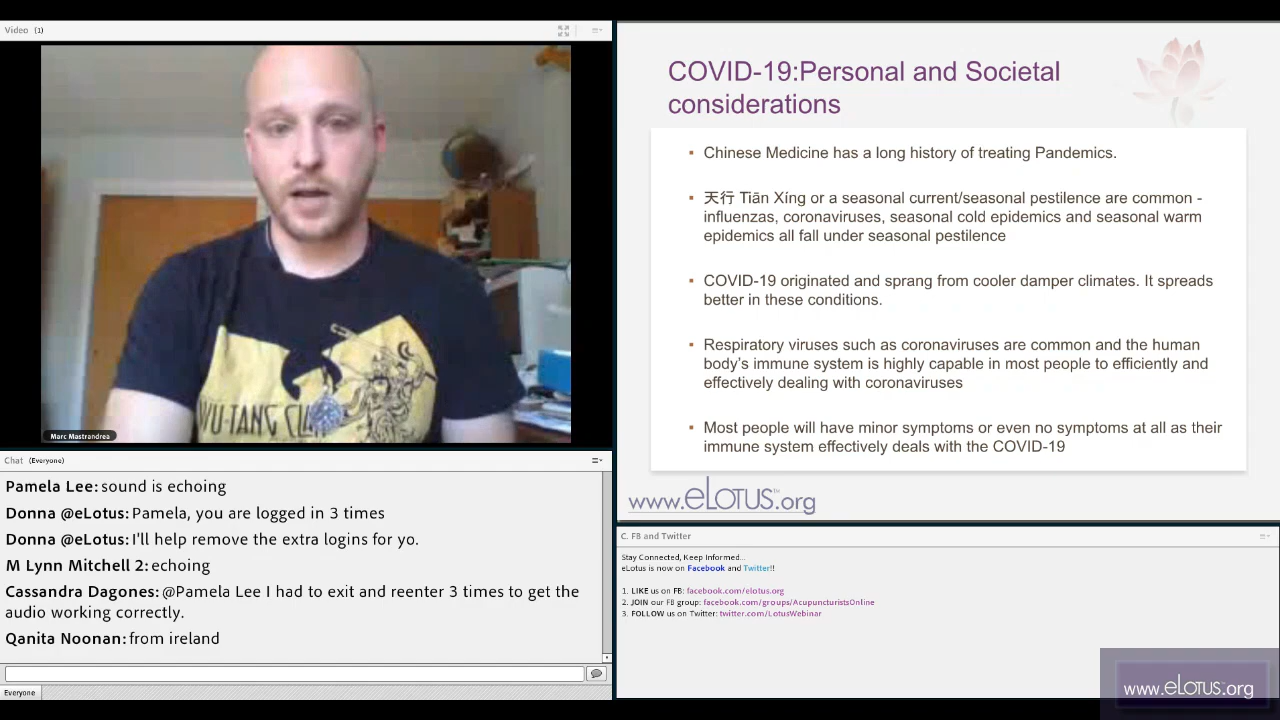 Video (1)
WU-TANG CLA
Marc Mastrandrea
Chat (Everyone)
Pamela Lee: sound is echoing
Donna @eLotus: Pamela, you are logged in 3 times
Donna @eLotus: I'll help remove the extra logins for yo.
M Lynn Mitchell 2: echoing
Cassandra Dagones: @Pamela Lee I had to exit and reenter 3 times to get the
audio working correctly.
Qanita Noonan: from ireland
Everyone
COVID-19:Personal and Societal
considerations
▪ Chinese Medicine has a long history of treating Pandemics.
▪ 天行 Tiān Xíng or a seasonal current/seasonal pestilence are common -
influenzas, coronaviruses, seasonal cold epidemics and seasonal warm
epidemics all fall under seasonal pestilence
▪ COVID-19 originated and sprang from cooler damper climates. It spreads
better in these conditions.
▪ Respiratory viruses such as coronaviruses are common and the human
body's immune system is highly capable in most people to efficiently and
effectively dealing with coronaviruses
▪ Most people will have minor symptoms or even no symptoms at all as their
immune system effectively deals with the COVID-19
www.eLOTUS.org
C. FB and Twitter
Stay Connected, Keep Informed...
eLotus is now on Facebook and Twitter!!
1. LIKE us on FB: facebook.com/elotus.org
2. JOIN our FB group: facebook.com/groups/AcupuncturistsOnline
3. FOLLOW us on Twitter: twitter.com/LotusWebinar
www.eLOTUS.org